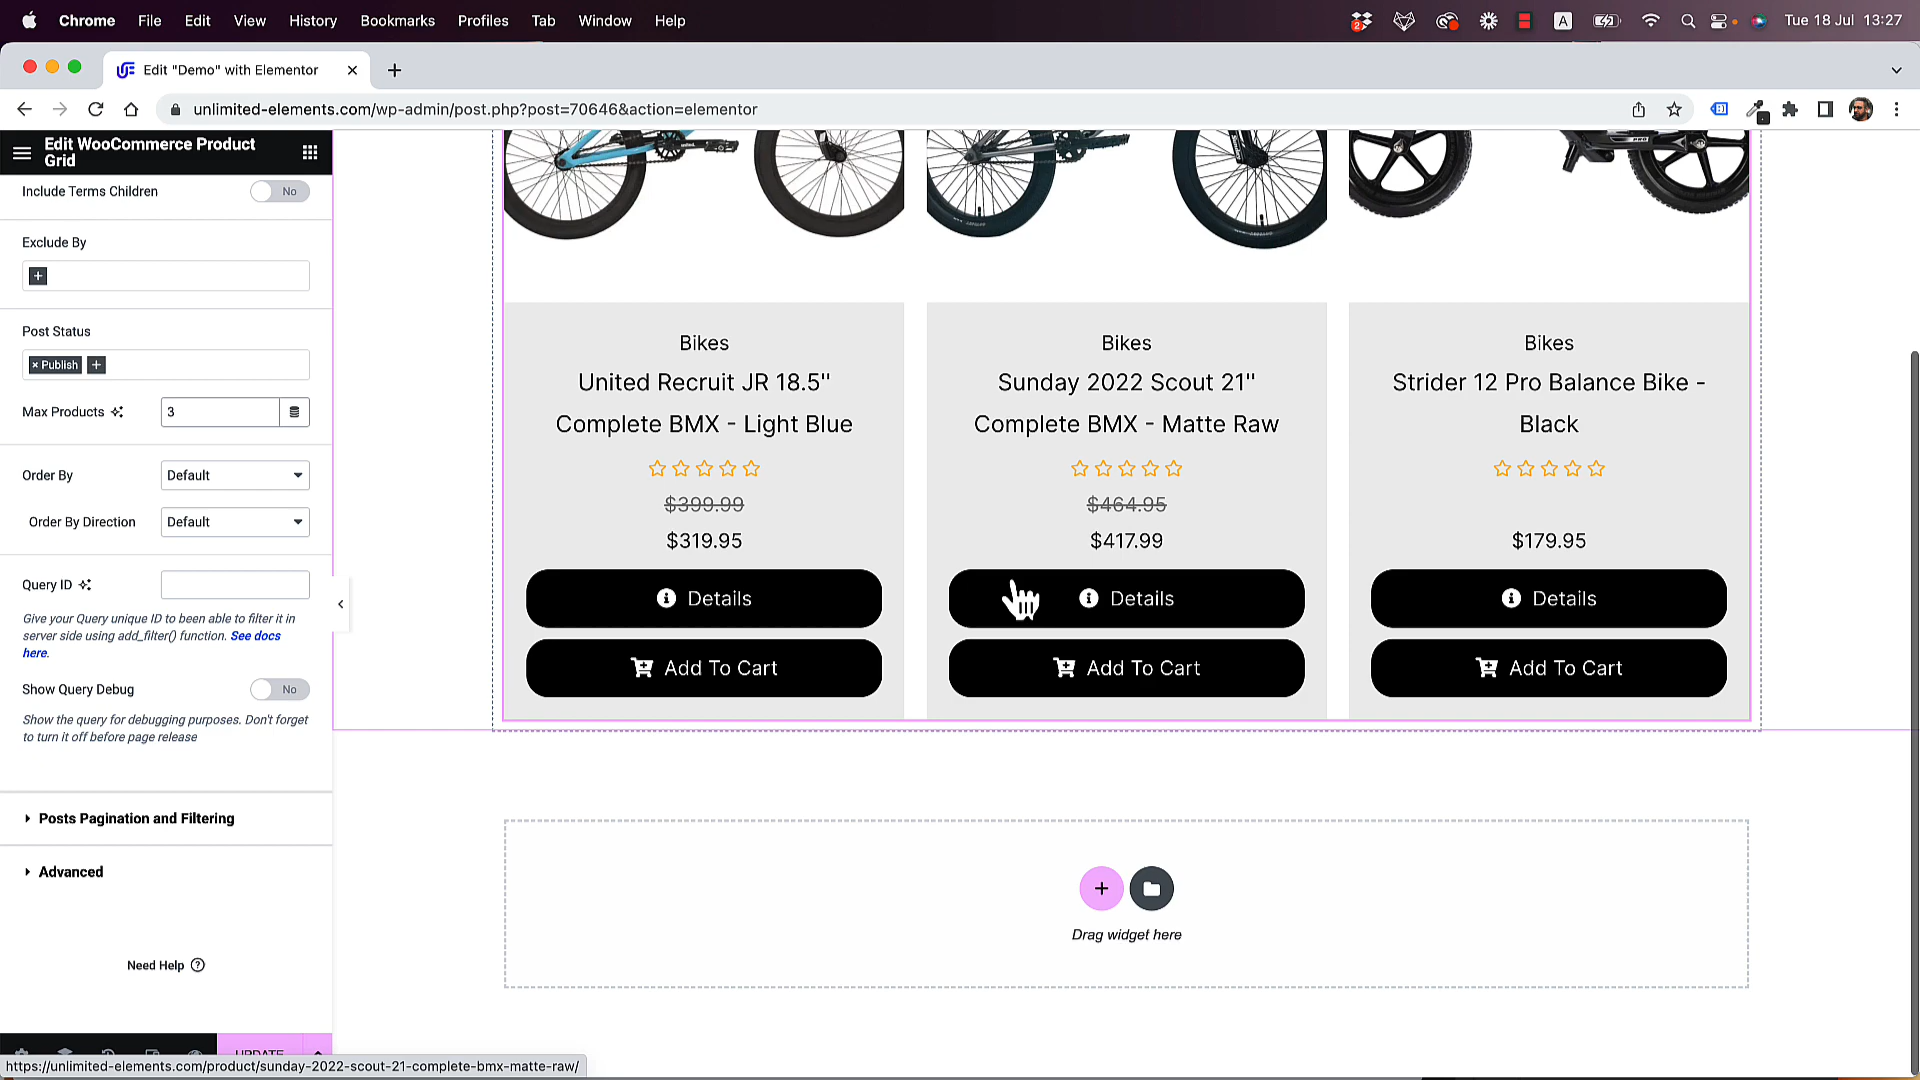 Chrome File Edit View History Bookmarks Profiles Tab Window Help
2
A
Tue 18 Jul 13:27
Edit "Demo" with Elementor
unlimited-elements.com/wp-admin/post.php?post=70646&action=elementor
Edit WooCommerce Product
Grid
Include Terms Children No
Exclude By
Post Status
× Publish +
Max Products 3
Order By Default
Order By Direction Default
Query ID
Give your Query unique ID to been able to filter it in
server side using add_filter() function. See docs
here.
Show Query Debug No
Show the query for debugging purposes. Don't forget
to turn it off before page release
Posts Pagination and Filtering
Advanced
Need Help
UPDATE
https://unlimited-elements.com/product/sunday-2022-scout-21-complete-bmx-matte-raw/
Bikes
United Recruit JR 18.5''
Complete BMX - Light Blue
$399.99
$319.95
Details
Add To Cart
Bikes
Sunday 2022 Scout 21''
Complete BMX - Matte Raw
$464.95
$417.99
Details
Add To Cart
PRO
Bikes
Strider 12 Pro Balance Bike -
Black
$179.95
Details
Add To Cart
Drag widget here